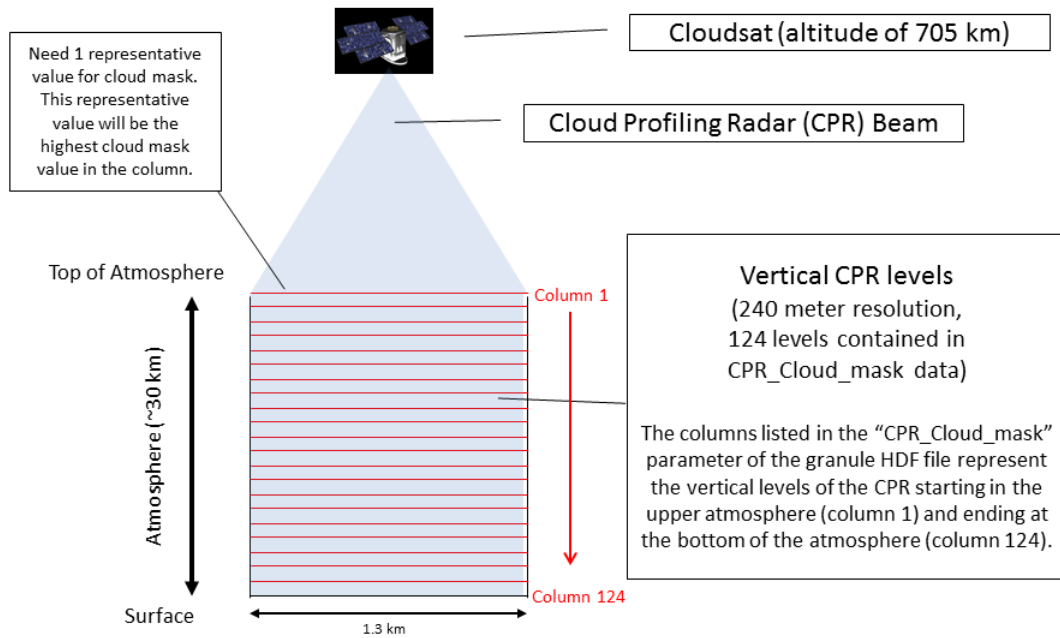 Cloudsat (altitude of 705 km)
Need 1 representative
value for cloud mask.
This representative
value will be the
highest cloud mask
value in the column.
Cloud Profiling Radar (CPR) Beam
Top of Atmosphere
Column 1
Atmosphere (~30 km)
Vertical CPR levels
(240 meter resolution,
124 levels contained in
CPR_Cloud_mask data)
The columns listed in the “CPR_Cloud_mask”
parameter of the granule HDF file represent
the vertical levels of the CPR starting in the
upper atmosphere (column 1) and ending at
the bottom of the atmosphere (column 124).
Column 124
Surface
1.3 km